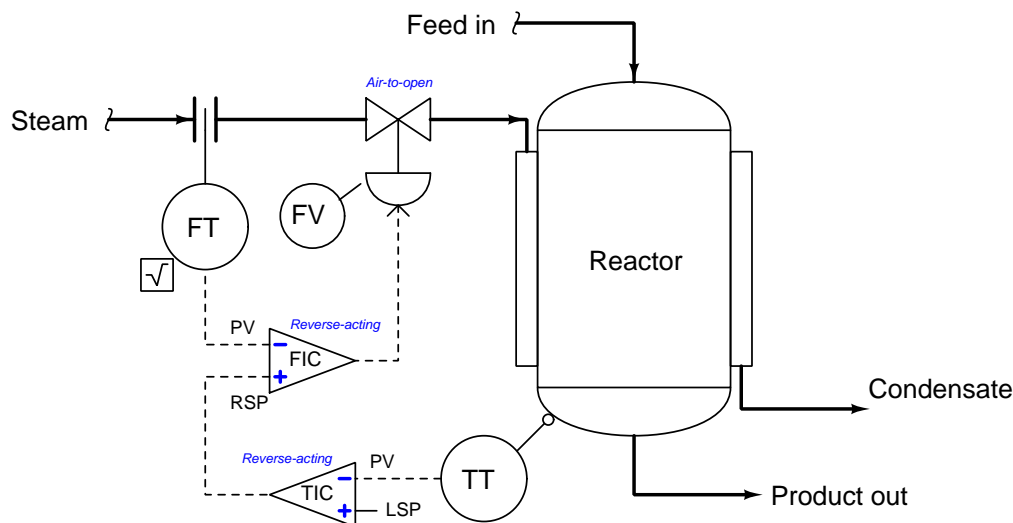 Feed in
Air-to-open
Steam
FV
FT
√
Reactor
PV
Reverse-acting
−
FIC
+
RSP
Condensate
Reverse-acting
PV
−
TT
TIC
+
LSP
Product out